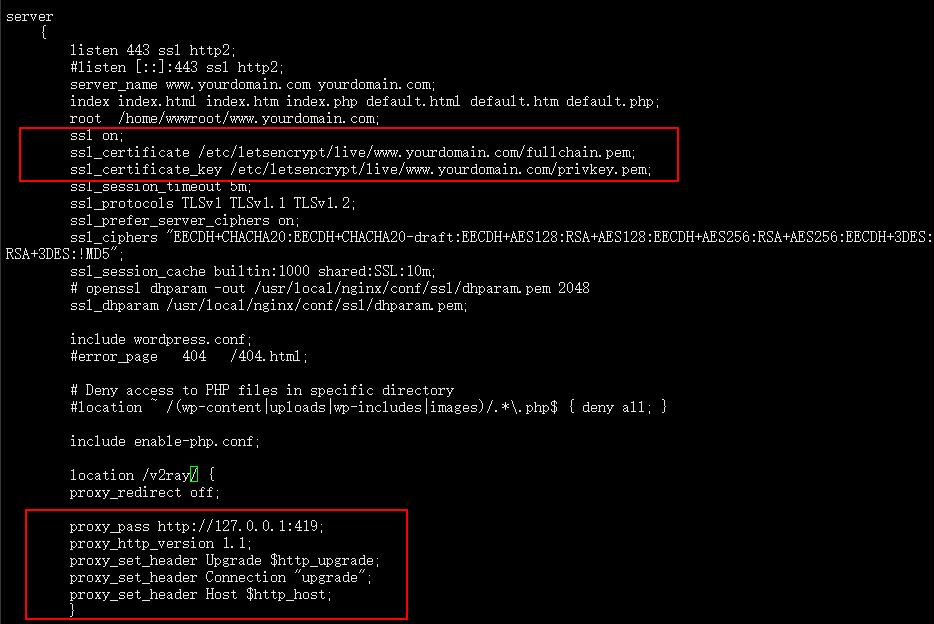 server
{
listen 443 ssl http2;
#listen [::]:443 ssl http2;
server_name www.yourdomain.com yourdomain.com;
index index.html index.htm index.php default.html default.htm default.php;
root  /home/wwwroot/www.yourdomain.com;
ssl on;
ssl_certificate /etc/letsencrypt/live/www.yourdomain.com/fullchain.pem;
ssl_certificate_key /etc/letsencrypt/live/www.yourdomain.com/privkey.pem;
ssl_session_timeout 5m;
ssl_protocols TLSv1 TLSv1.1 TLSv1.2;
ssl_prefer_server_ciphers on;
ssl_ciphers "EECDH+CHACHA20:EECDH+CHACHA20-draft:EECDH+AES128:RSA+AES128:EECDH+AES256:RSA+AES256:EECDH+3DES:
RSA+3DES:!MD5";
ssl_session_cache builtin:1000 shared:SSL:10m;
# openssl dhparam -out /usr/local/nginx/conf/ssl/dhparam.pem 2048
ssl_dhparam /usr/local/nginx/conf/ssl/dhparam.pem;
include wordpress.conf;
#error_page   404   /404.html;
# Deny access to PHP files in specific directory
#location ~ /(wp-content|uploads|wp-includes|images)/.*\.php$ { deny all; }
include enable-php.conf;
location /v2ray/ {
proxy_redirect off;
proxy_pass http://127.0.0.1:419;
proxy_http_version 1.1;
proxy_set_header Upgrade $http_upgrade;
proxy_set_header Connection "upgrade";
proxy_set_header Host $http_host;
}